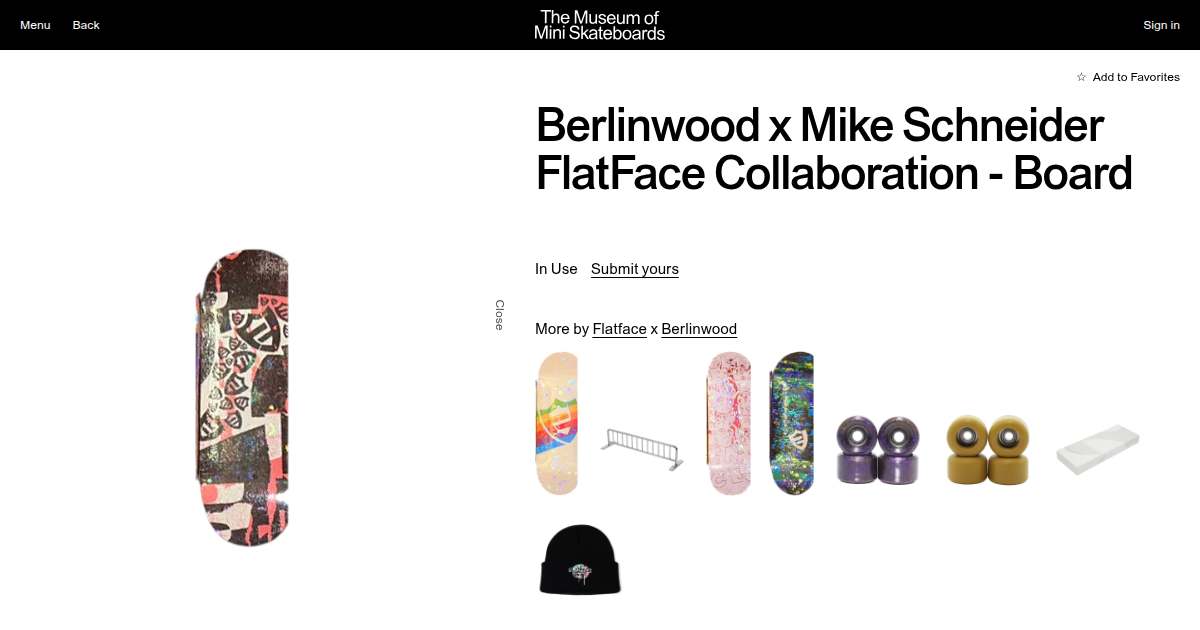 Menu
Back
The Museum of
Mini Skateboards
Sign in
☆ Add to Favorites
Berlinwood x Mike Schneider
FlatFace Collaboration - Board
In Use Submit yours
Close
More by Flatface x Berlinwood